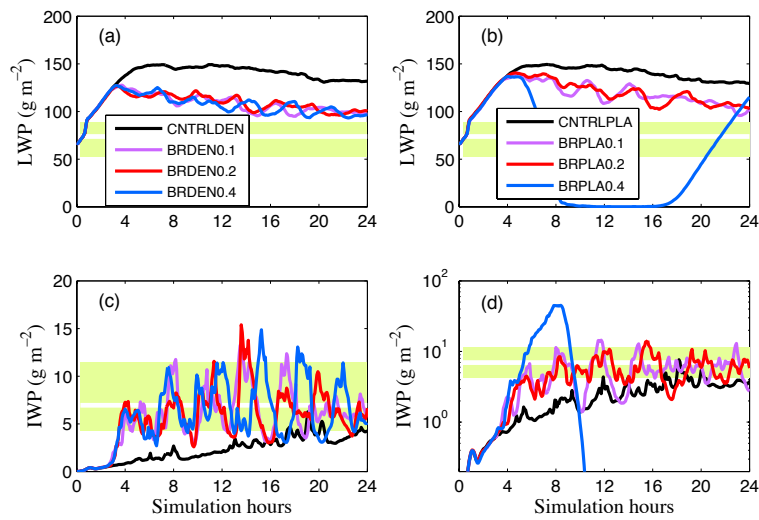 (a)
LWP (g m⁻²)
200
150
100
50
0
0 4 8 12 16 20 24
CNTRLDEN
BRDEN0.1
BRDEN0.2
BRDEN0.4
(b)
LWP (g m⁻²)
200
150
100
50
0
0 4 8 12 16 20 24
CNTRLPLA
BRPLA0.1
BRPLA0.2
BRPLA0.4
(c)
IWP (g m⁻²)
20
15
10
5
0
0 4 8 12 16 20 24
Simulation hours
(d)
IWP (g m⁻²)
10²
10¹
10⁰
0 4 8 12 16 20 24
Simulation hours